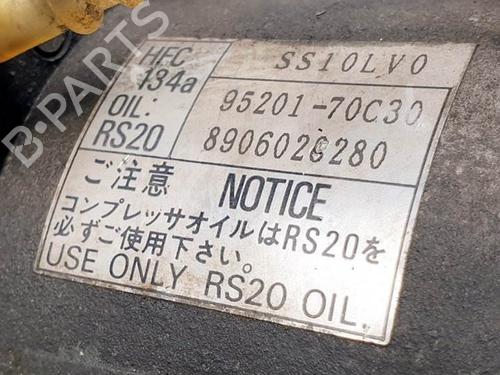 B-PARTS
HFC 134a
SS10LV0
OIL: RS20
95201-70C30
8906026280
ご注意 NOTICE
コンプレッサオイルはRS20を
必ずご使用下さい。
USE ONLY RS20 OIL.